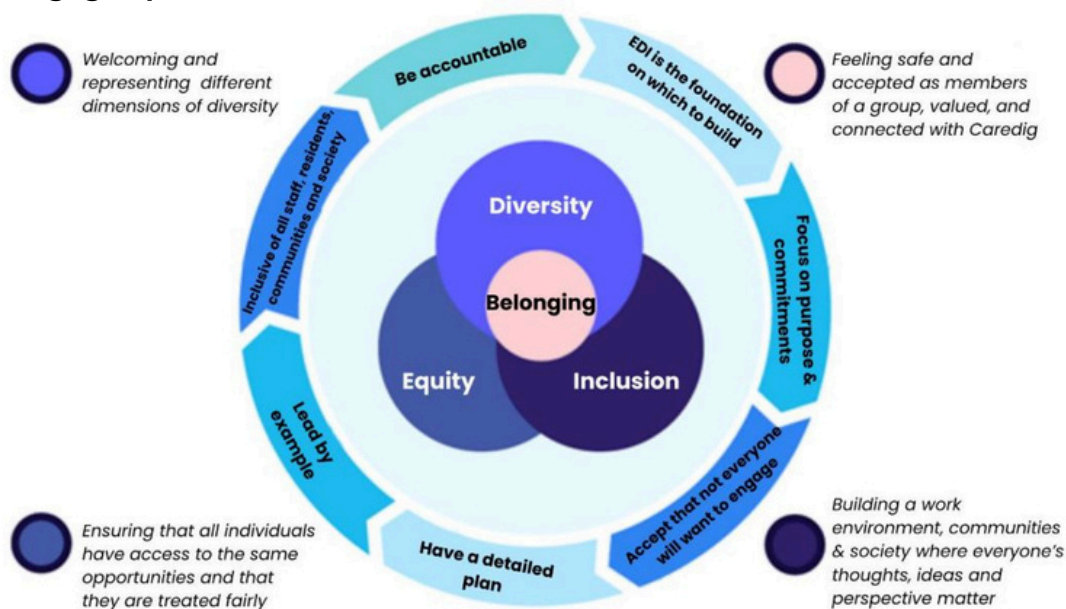 Welcoming and
representing different
dimensions of diversity
Be accountable
EDI is the foundation
on which to build
Feeling safe and
accepted as members
of a group, valued, and
connected with Caredig
Inclusive of all staff, residents,
communities and society
Focus on purpose &
commitments
Diversity
Belonging
Equity
Inclusion
Lead by
example
Accept that not everyone
will want to engage
Have a detailed
plan
Ensuring that all individuals
have access to the same
opportunities and that
they are treated fairly
Building a work
environment, communities
& society where everyone's
thoughts, ideas and
perspective matter